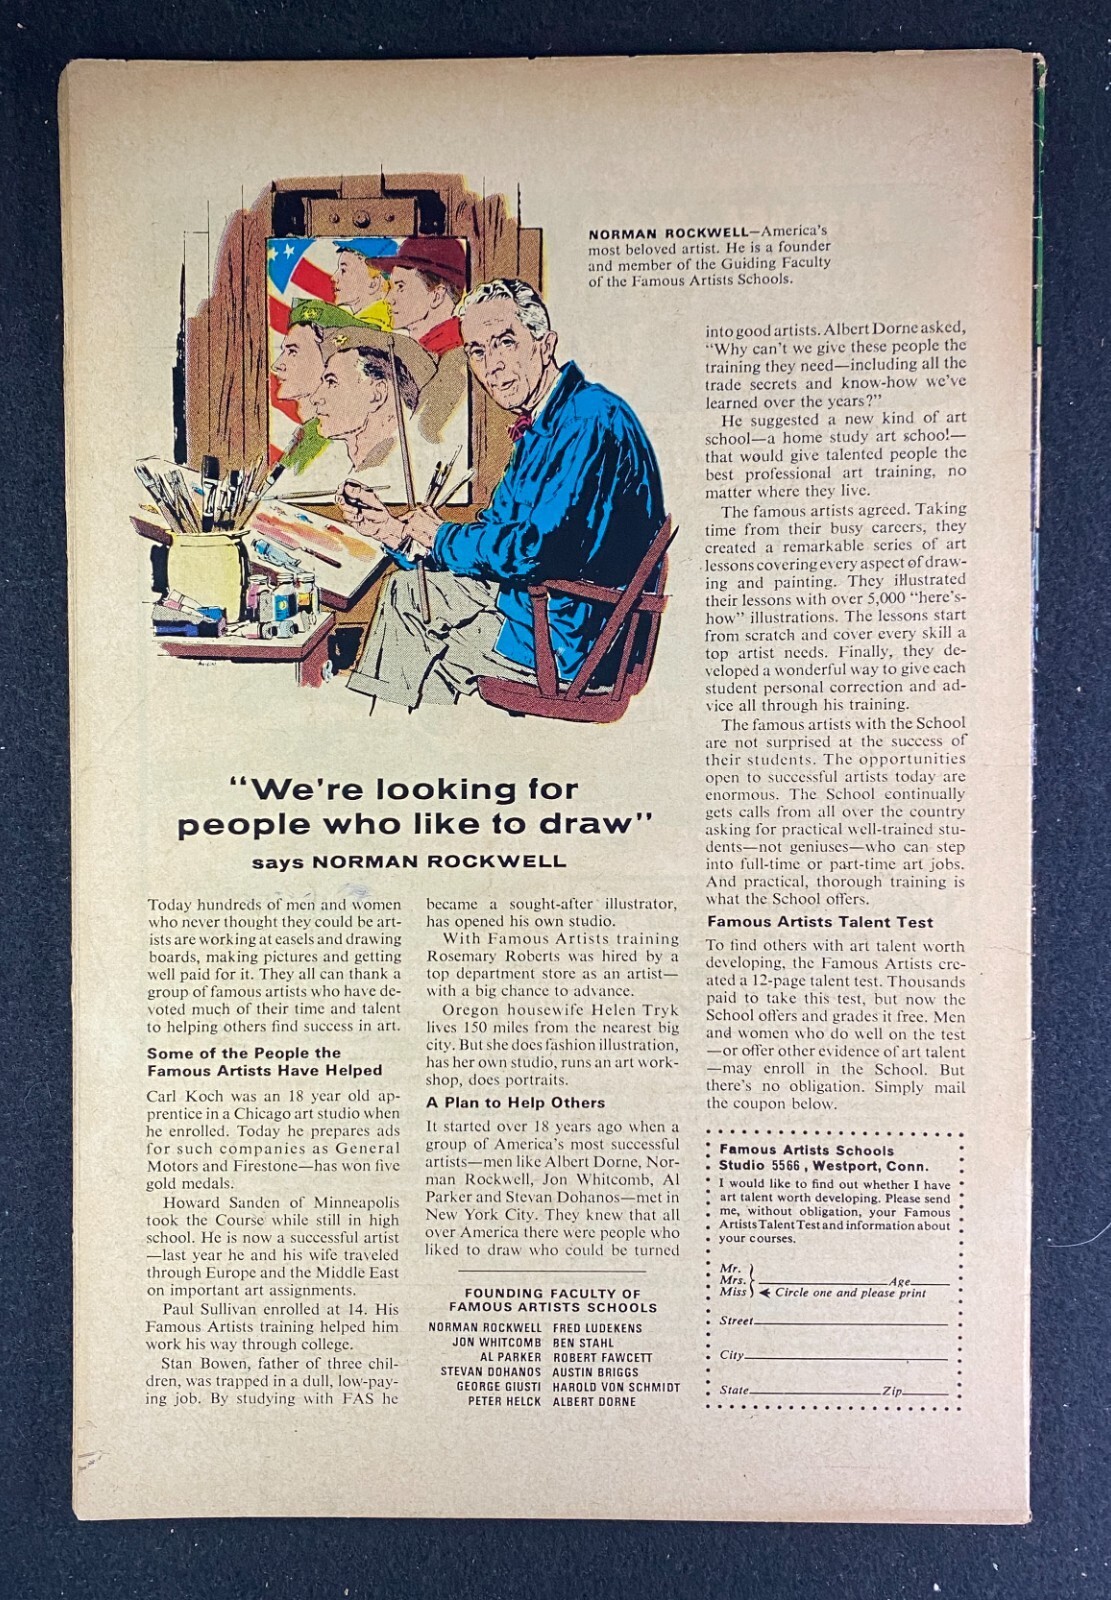 NORMAN ROCKWELL—America's
most beloved artist. He is a founder
and member of the Guiding Faculty
of the Famous Artists Schools.
"We're looking for
people who like to draw"
says NORMAN ROCKWELL
Today hundreds of men and women
who never thought they could be art-
ists are working at easels and drawing
boards, making pictures and getting
well paid for it. They all can thank a
group of famous artists who have de-
voted much of their time and talent
to helping others find success in art.
Some of the People the
Famous Artists Have Helped
Carl Koch was an 18 year old ap-
prentice in a Chicago art studio when
he enrolled. Today he prepares ads
for such companies as General
Motors and Firestone—has won five
gold medals.
Howard Sanden of Minneapolis
took the Course while still in high
school. He is now a successful artist
—last year he and his wife traveled
through Europe and the Middle East
on important art assignments.
Paul Sullivan enrolled at 14. His
Famous Artists training helped him
work his way through college.
Stan Bowen, father of three chil-
dren, was trapped in a dull, low-pay-
ing job. By studying with FAS he
became a sought-after illustrator,
has opened his own studio.
With Famous Artists training
Rosemary Roberts was hired by a
top department store as an artist—
with a big chance to advance.
Oregon housewife Helen Tryk
lives 150 miles from the nearest big
city. But she does fashion illustration,
has her own studio, runs an art work-
shop, does portraits.
A Plan to Help Others
It started over 18 years ago when a
group of America's most successful
artists—men like Albert Dorne, Nor-
man Rockwell, Jon Whitcomb, Al
Parker and Stevan Dohanos—met in
New York City. They knew that all
over America there were people who
liked to draw who could be turned
FOUNDING FACULTY OF
FAMOUS ARTISTS SCHOOLS
NORMAN ROCKWELL FRED LUDEKENS
JON WHITCOMB BEN STAHL
AL PARKER ROBERT FAWCETT
STEVAN DOHANOS AUSTIN BRIGGS
GEORGE GIUSTI HAROLD VON SCHMIDT
PETER HELCK ALBERT DORNE
into good artists. Albert Dorne asked,
"Why can't we give these people the
training they need—including all the
trade secrets and know-how we've
learned over the years?"
He suggested a new kind of art
school—a home study art school—
that would give talented people the
best professional art training, no
matter where they live.
The famous artists agreed. Taking
time from their busy careers, they
created a remarkable series of art
lessons covering every aspect of draw-
ing and painting. They illustrated
their lessons with over 5,000 "here's-
how" illustrations. The lessons start
from scratch and cover every skill a
top artist needs. Finally, they de-
veloped a wonderful way to give each
student personal correction and ad-
vice all through his training.
The famous artists with the School
are not surprised at the success of
their students. The opportunities
open to successful artists today are
enormous. The School continually
gets calls from all over the country
asking for practical well-trained stu-
dents—not geniuses—who can step
into full-time or part-time art jobs.
And practical, thorough training is
what the School offers.
Famous Artists Talent Test
To find others with art talent worth
developing, the Famous Artists cre-
ated a 12-page talent test. Thousands
paid to take this test, but now the
School offers and grades it free. Men
and women who do well on the test
—or offer other evidence of art talent
—may enroll in the School. But
there's no obligation. Simply mail
the coupon below.
Famous Artists Schools
Studio 5566, Westport, Conn.
I would like to find out whether I have
art talent worth developing. Please send
me, without obligation, your Famous
Artists Talent Test and information about
your courses.
Mr.
Mrs. Age
Miss Circle one and please print
Street
City
State Zip